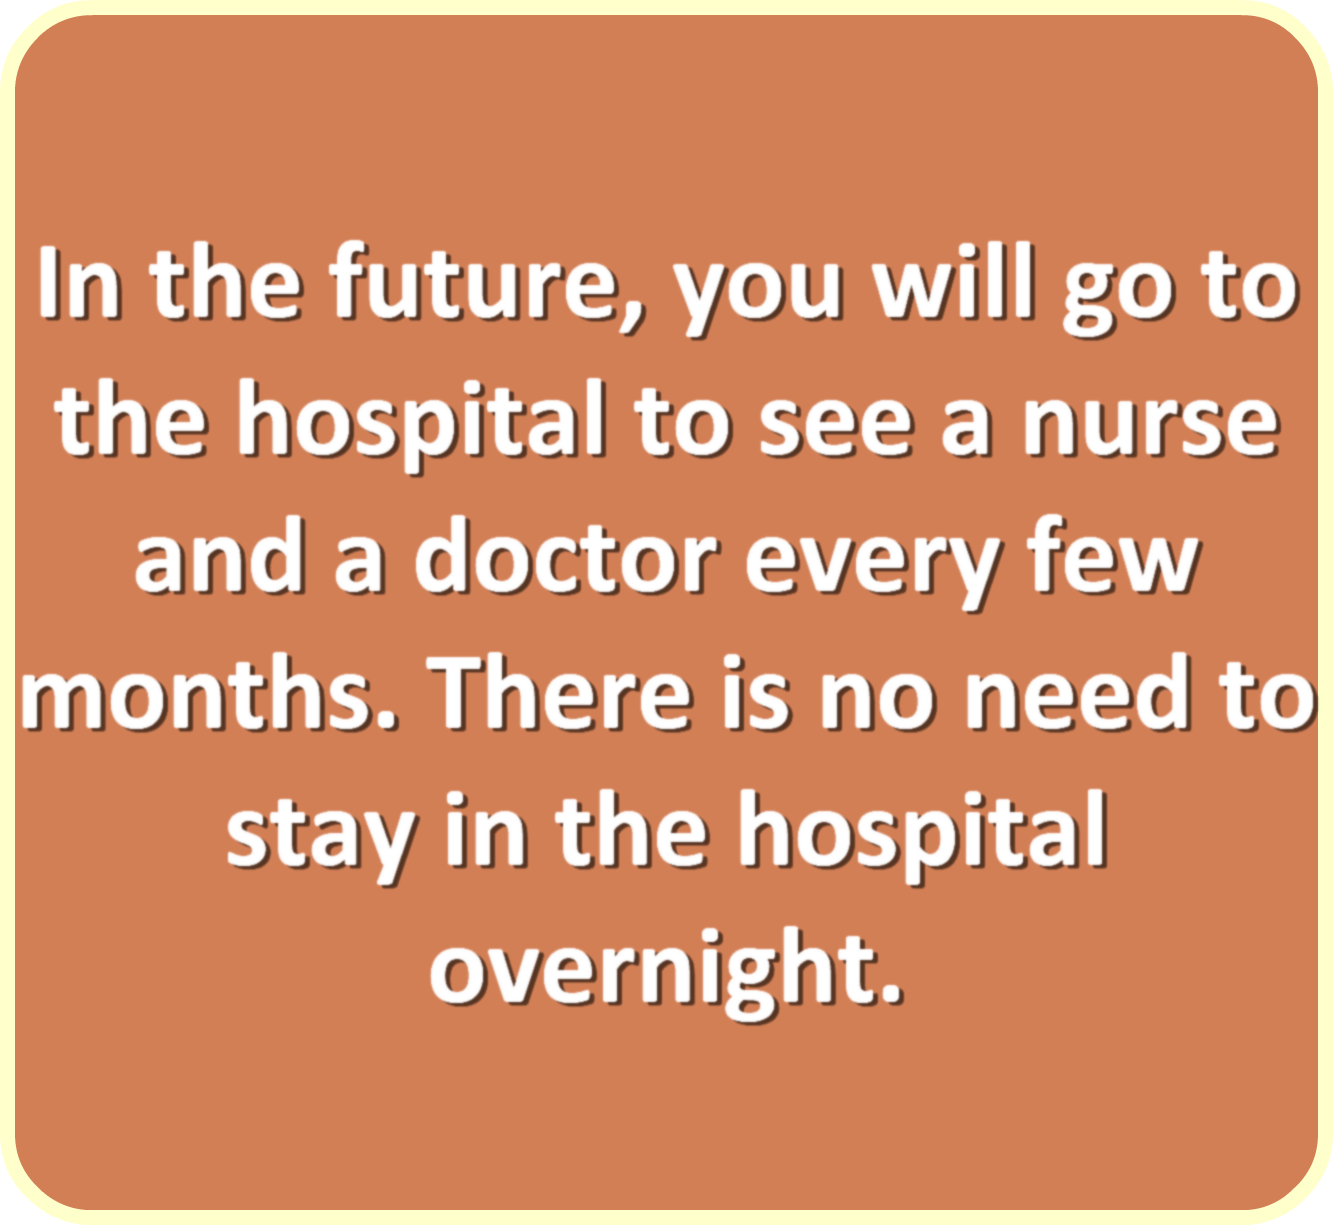 In the future, you will go to
the hospital to see a nurse
and a doctor every few
months. There is no need to
stay in the hospital
overnight.